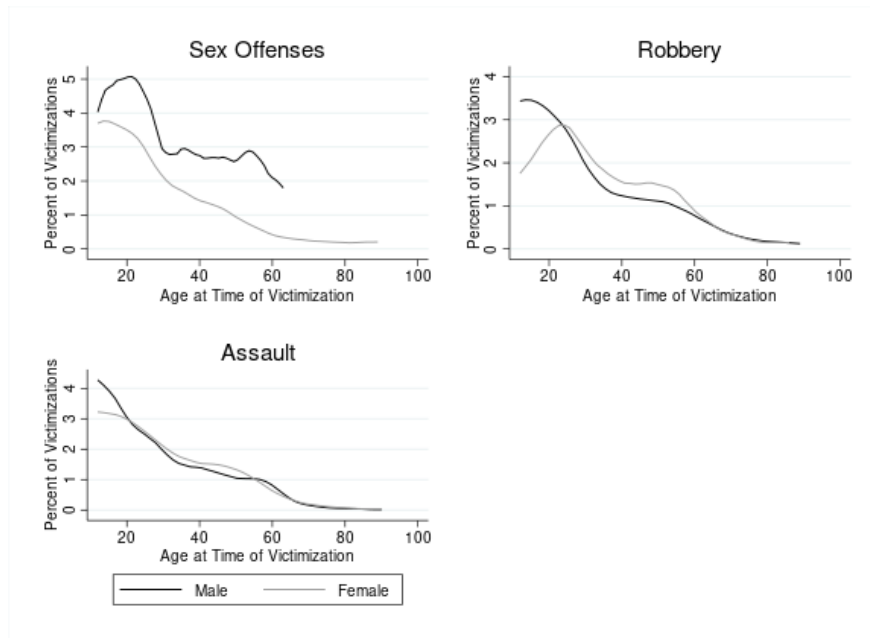 Sex Offenses
Percent of Victimizations
0 1 2 3 4 5
20 40 60 80 100
Age at Time of Victimization
Robbery
Percent of Victimizations
0 1 2 3 4
20 40 60 80 100
Age at Time of Victimization
Assault
Percent of Victimizations
0 1 2 3 4
20 40 60 80 100
Age at Time of Victimization
Male Female